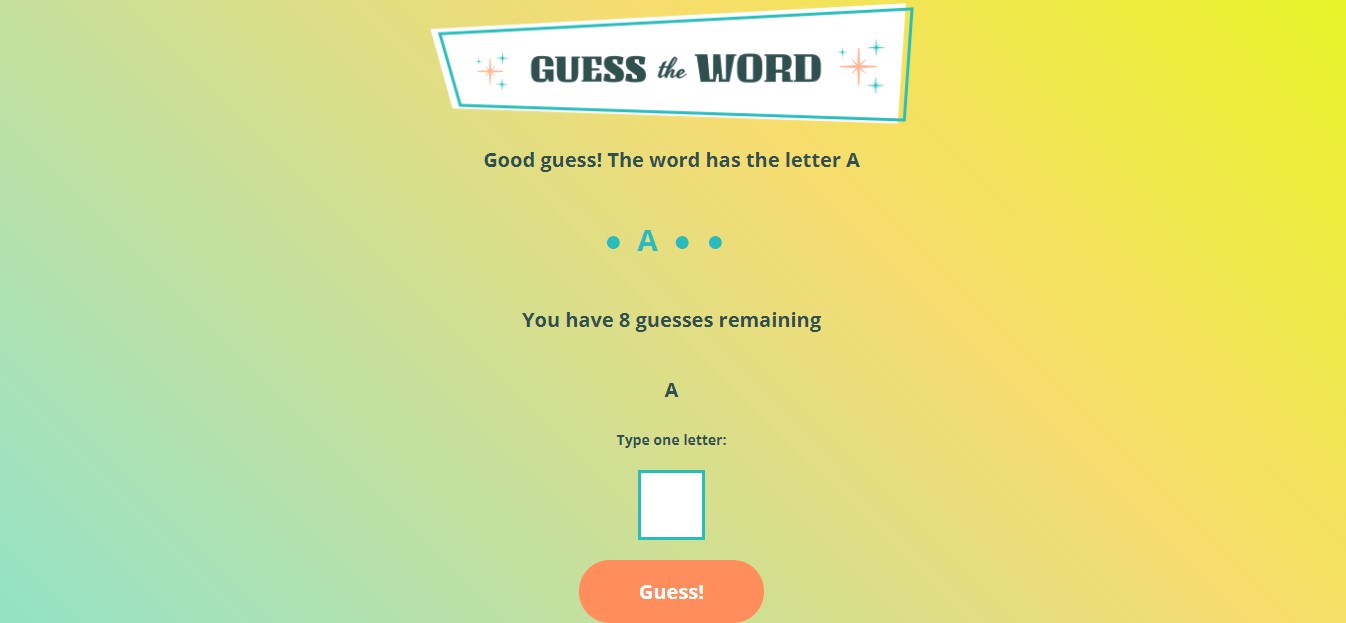 GUESS the WORD
Good guess! The word has the letter A
● A ● ●
You have 8 guesses remaining
A
Type one letter:
Guess!